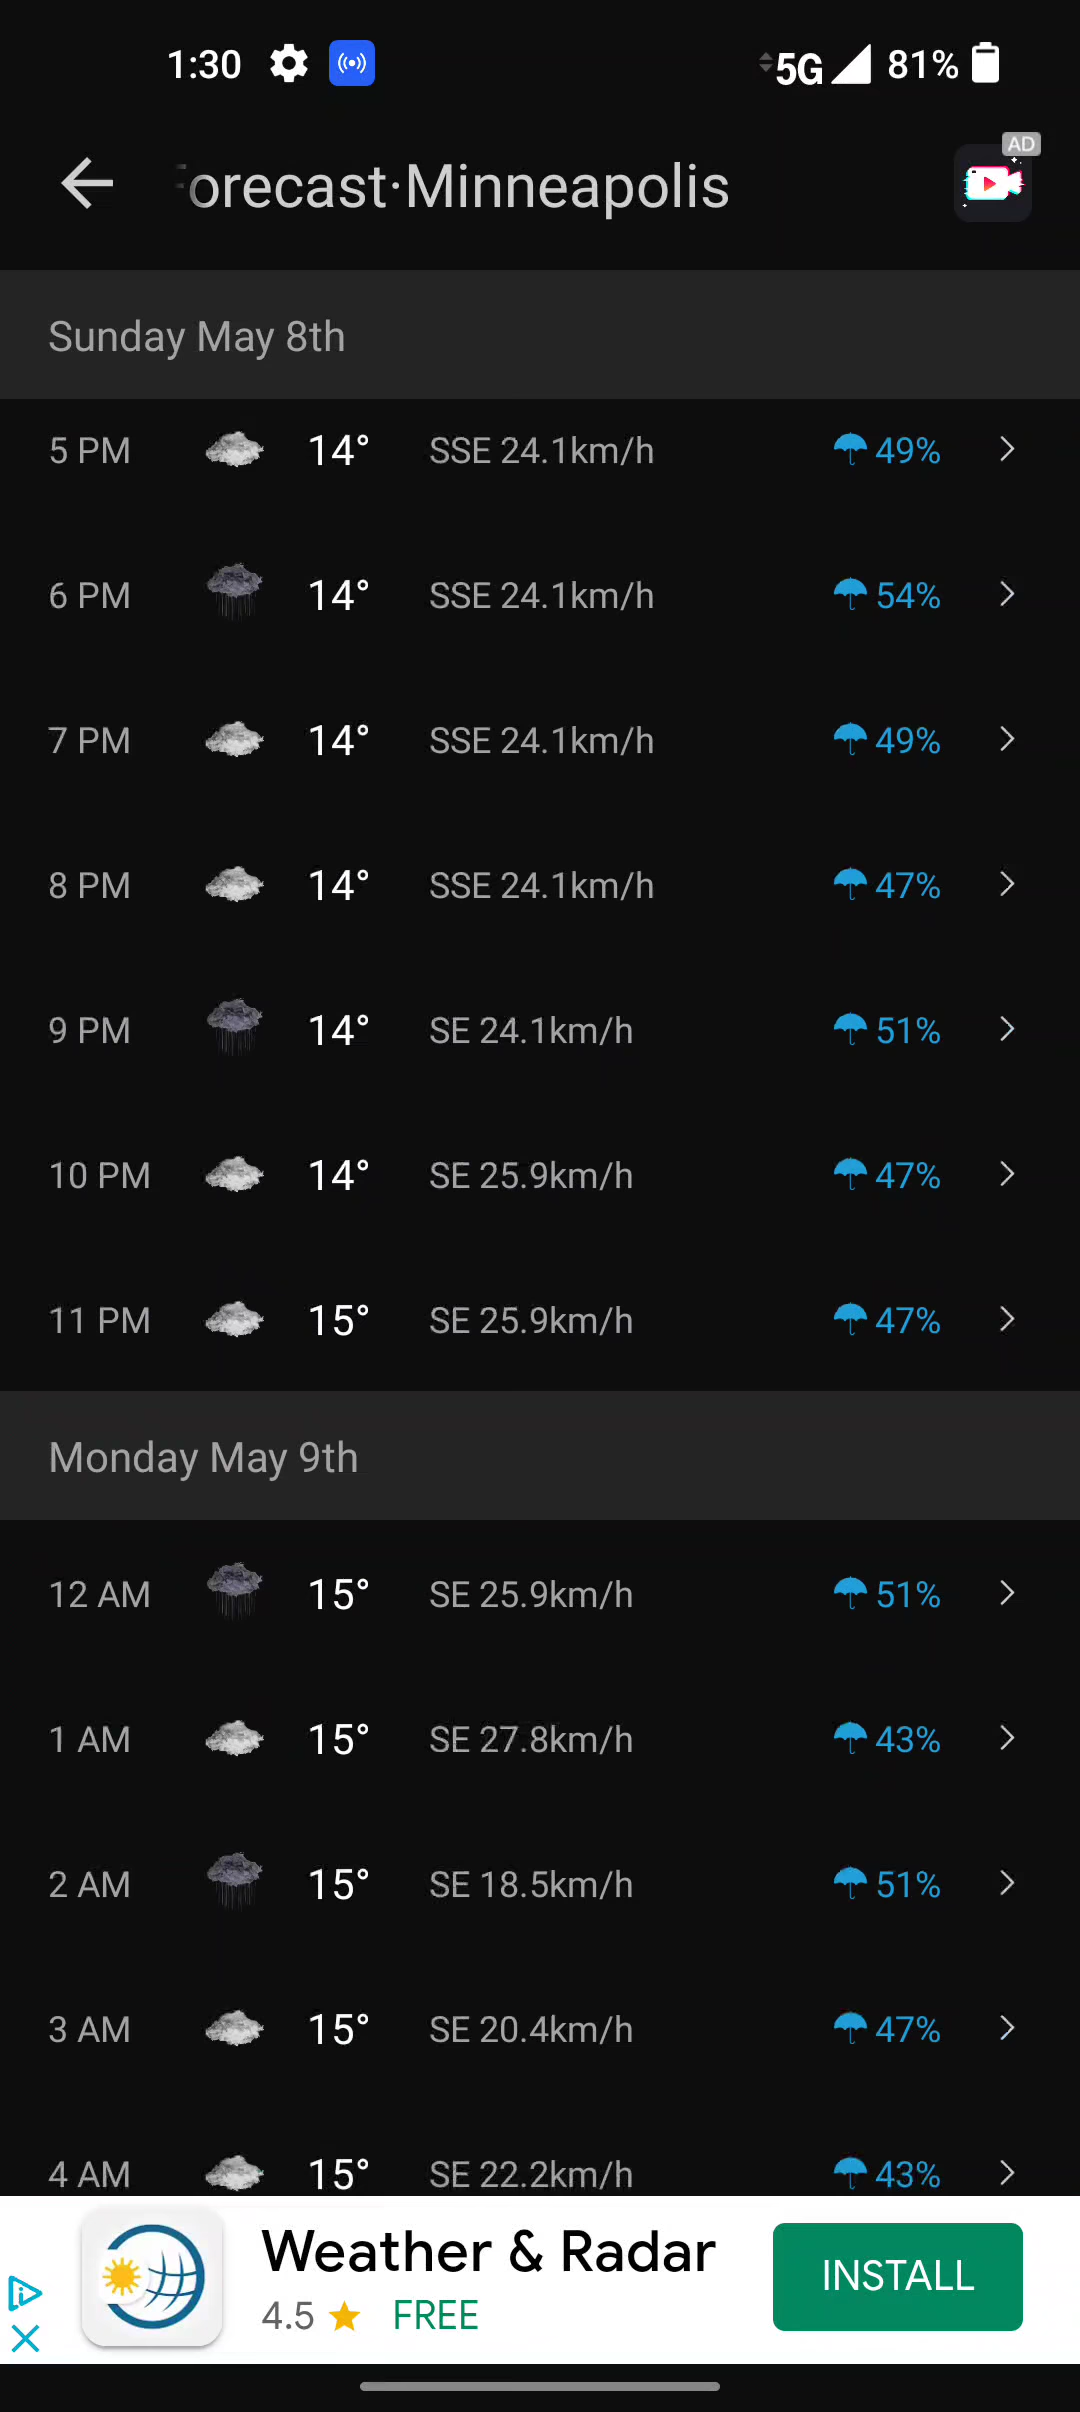 1:30 5G 81%
orecast·Minneapolis AD
Sunday May 8th
5 PM 14° SSE 24.1km/h 49%
6 PM 14° SSE 24.1km/h 54%
7 PM 14° SSE 24.1km/h 49%
8 PM 14° SSE 24.1km/h 47%
9 PM 14° SE 24.1km/h 51%
10 PM 14° SE 25.9km/h 47%
11 PM 15° SE 25.9km/h 47%
Monday May 9th
12 AM 15° SE 25.9km/h 51%
1 AM 15° SE 27.8km/h 43%
2 AM 15° SE 18.5km/h 51%
3 AM 15° SE 20.4km/h 47%
4 AM 15° SE 22.2km/h 43%
Weather & Radar
4.5 FREE
INSTALL